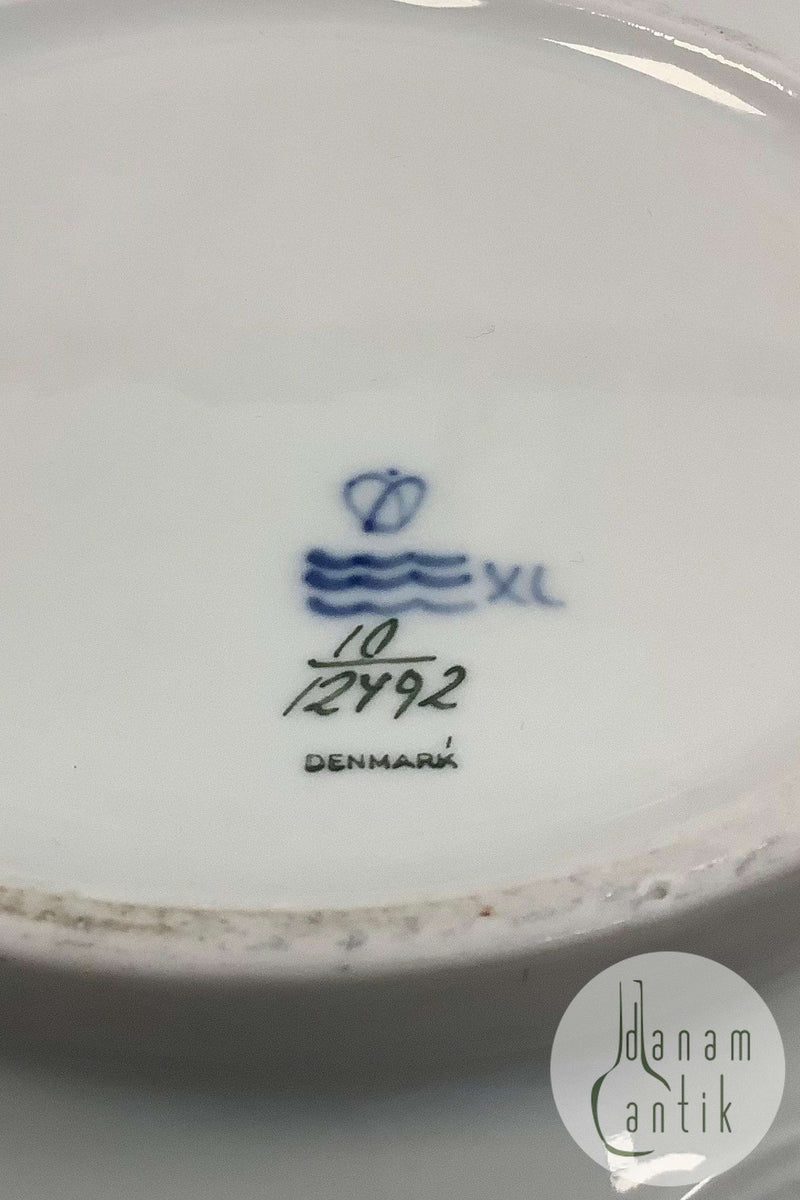 XL
10
12492
DENMARK
danam
antik